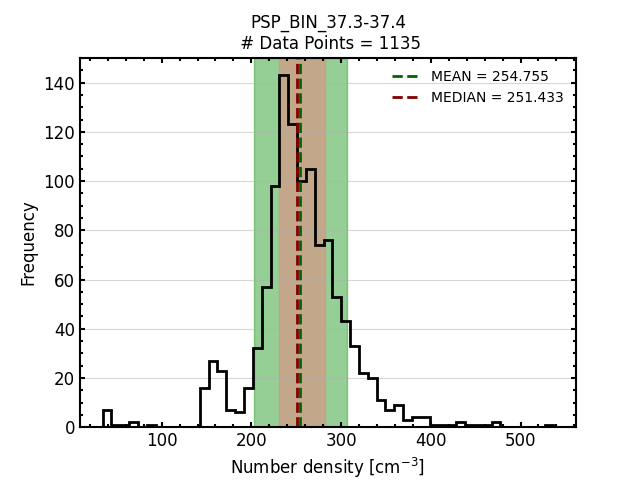 PSP_BIN_37.3-37.4
# Data Points = 1135
MEAN = 254.755
MEDIAN = 251.433
140
120
100
80
60
40
20
0
Frequency
100 200 300 400 500
Number density [cm⁻³]